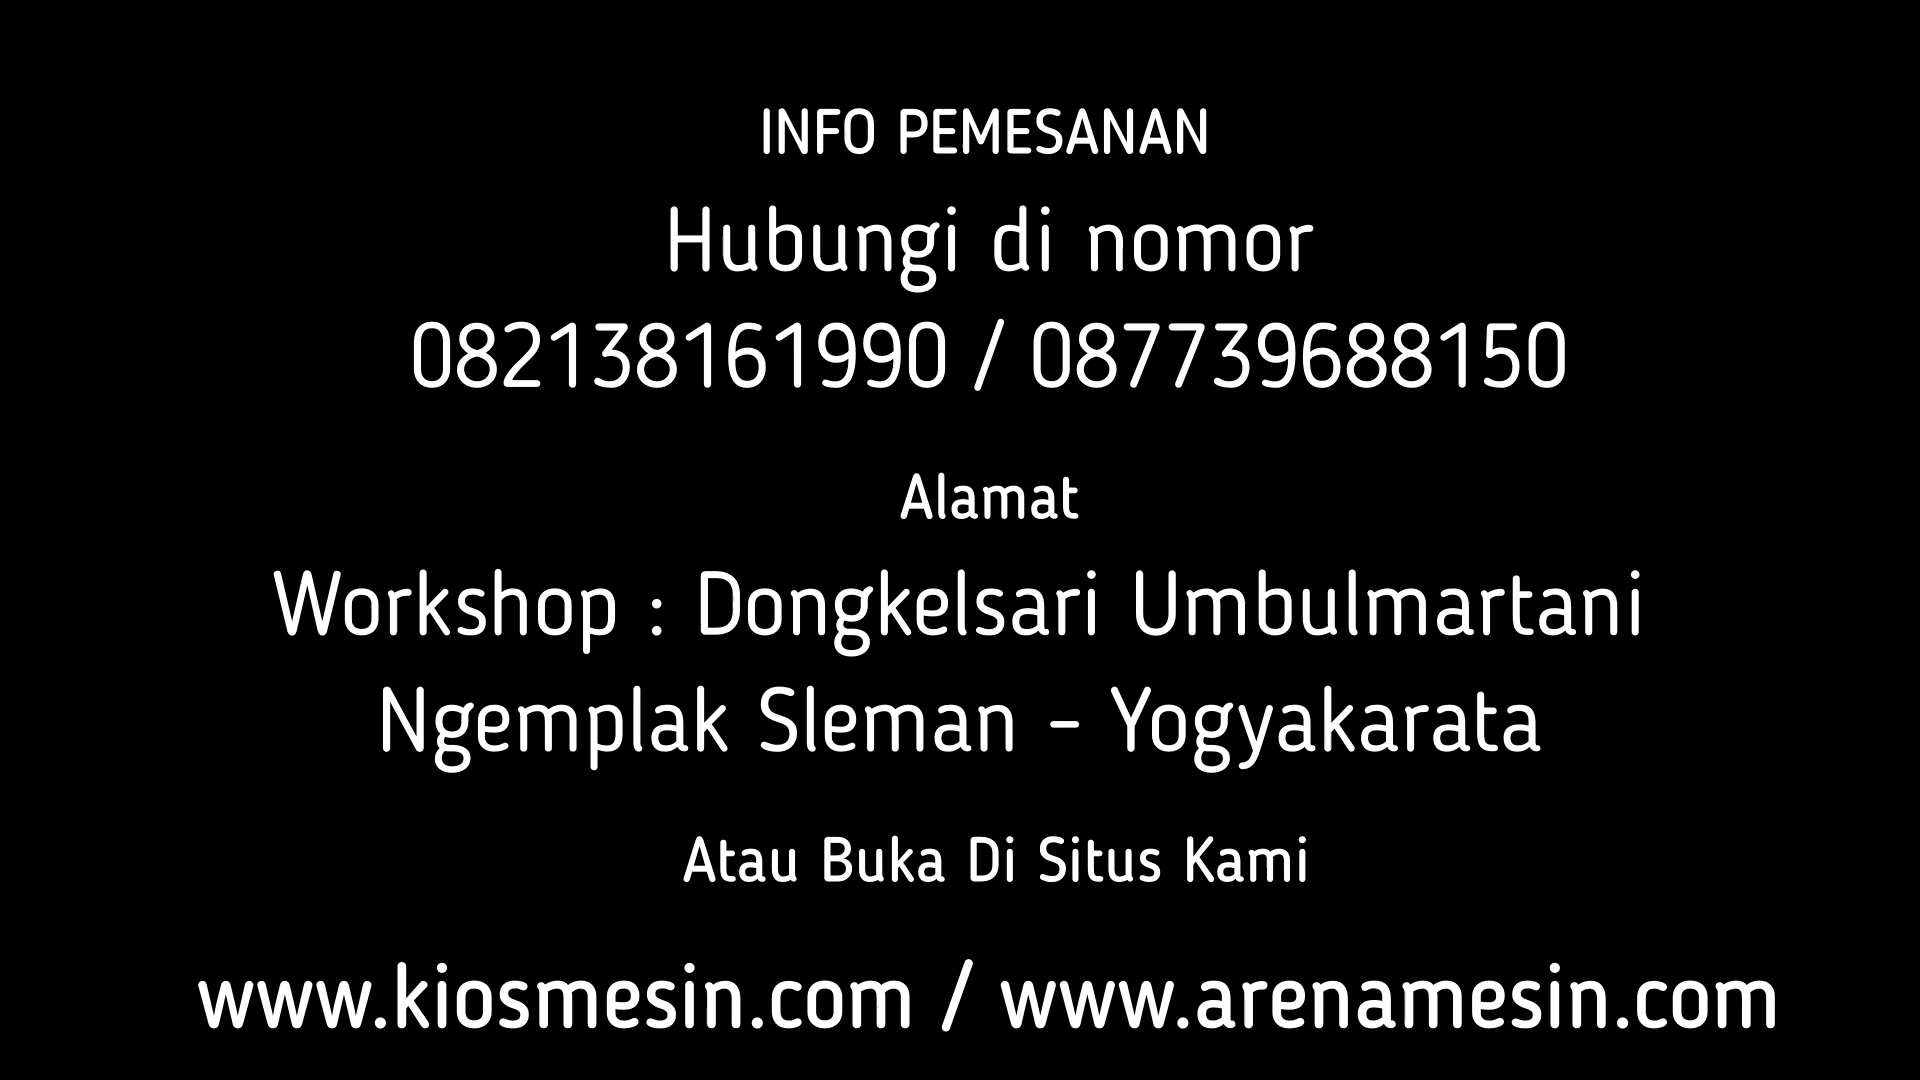 INFO PEMESANAN
Hubungi di nomor
082138161990 / 087739688150
Alamat
Workshop : Dongkelsari Umbulmartani
Ngemplak Sleman - Yogyakarata
Atau Buka Di Situs Kami
www.kiosmesin.com / www.arenamesin.com